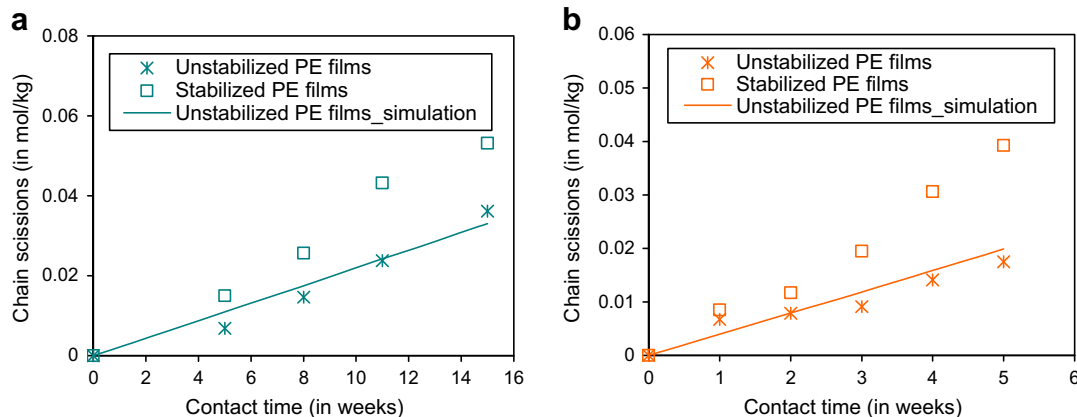 a
Chain scissions (in mol/kg)
0.08
0.06
0.04
0.02
0
Unstabilized PE films
Stabilized PE films
Unstabilized PE films_simulation
0 2 4 6 8 10 12 14 16
Contact time (in weeks)
b
Chain scissions (in mol/kg)
0.06
0.05
0.04
0.03
0.02
0.01
0
Unstabilized PE films
Stabilized PE films
Unstabilized PE films_simulation
0 1 2 3 4 5 6
Contact time (in weeks)